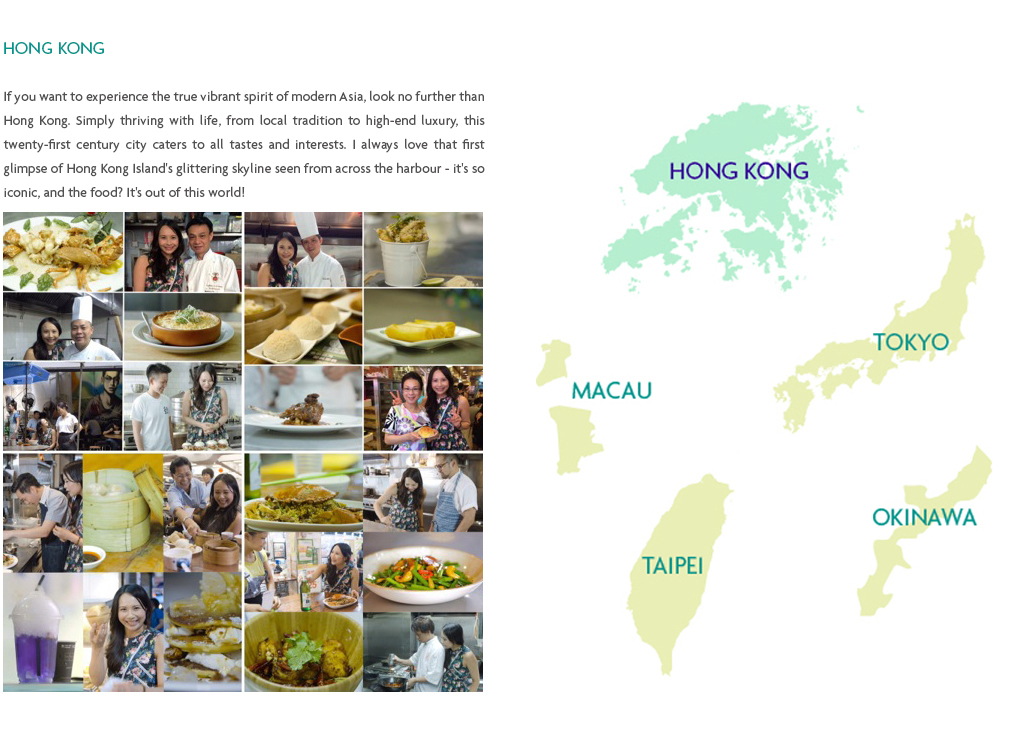 HONG KONG
If you want to experience the true vibrant spirit of modern Asia, look no further than
Hong Kong. Simply thriving with life, from local tradition to high-end luxury, this
twenty-first century city caters to all tastes and interests. I always love that first
glimpse of Hong Kong Island's glittering skyline seen from across the harbour - it's so
iconic, and the food? It's out of this world!
HONG KONG
TOKYO
MACAU
OKINAWA
TAIPEI